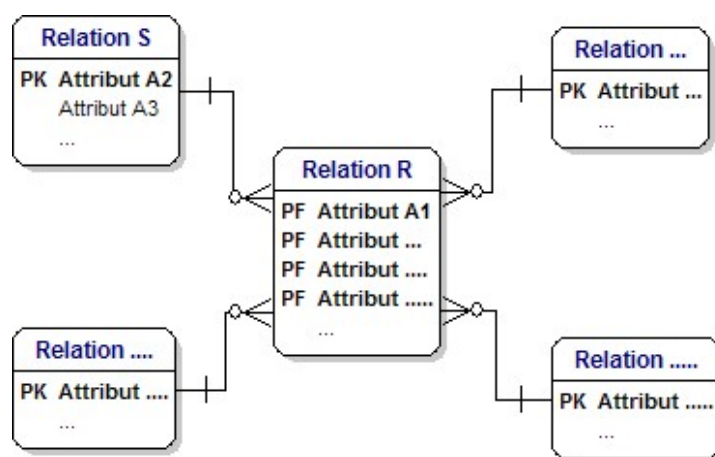 Relation S
PK Attribut A2
Attribut A3
...
Relation ...
PK Attribut ...
...
Relation R
PF Attribut A1
PF Attribut ...
PF Attribut ....
PF Attribut .....
...
Relation ....
PK Attribut ....
...
Relation .....
PK Attribut .....
...